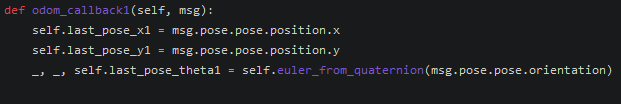 def odom_callback1(self, msg):
self.last_pose_x1 = msg.pose.pose.position.x
self.last_pose_y1 = msg.pose.pose.position.y
_, _, self.last_pose_theta1 = self.euler_from_quaternion(msg.pose.pose.orientation)